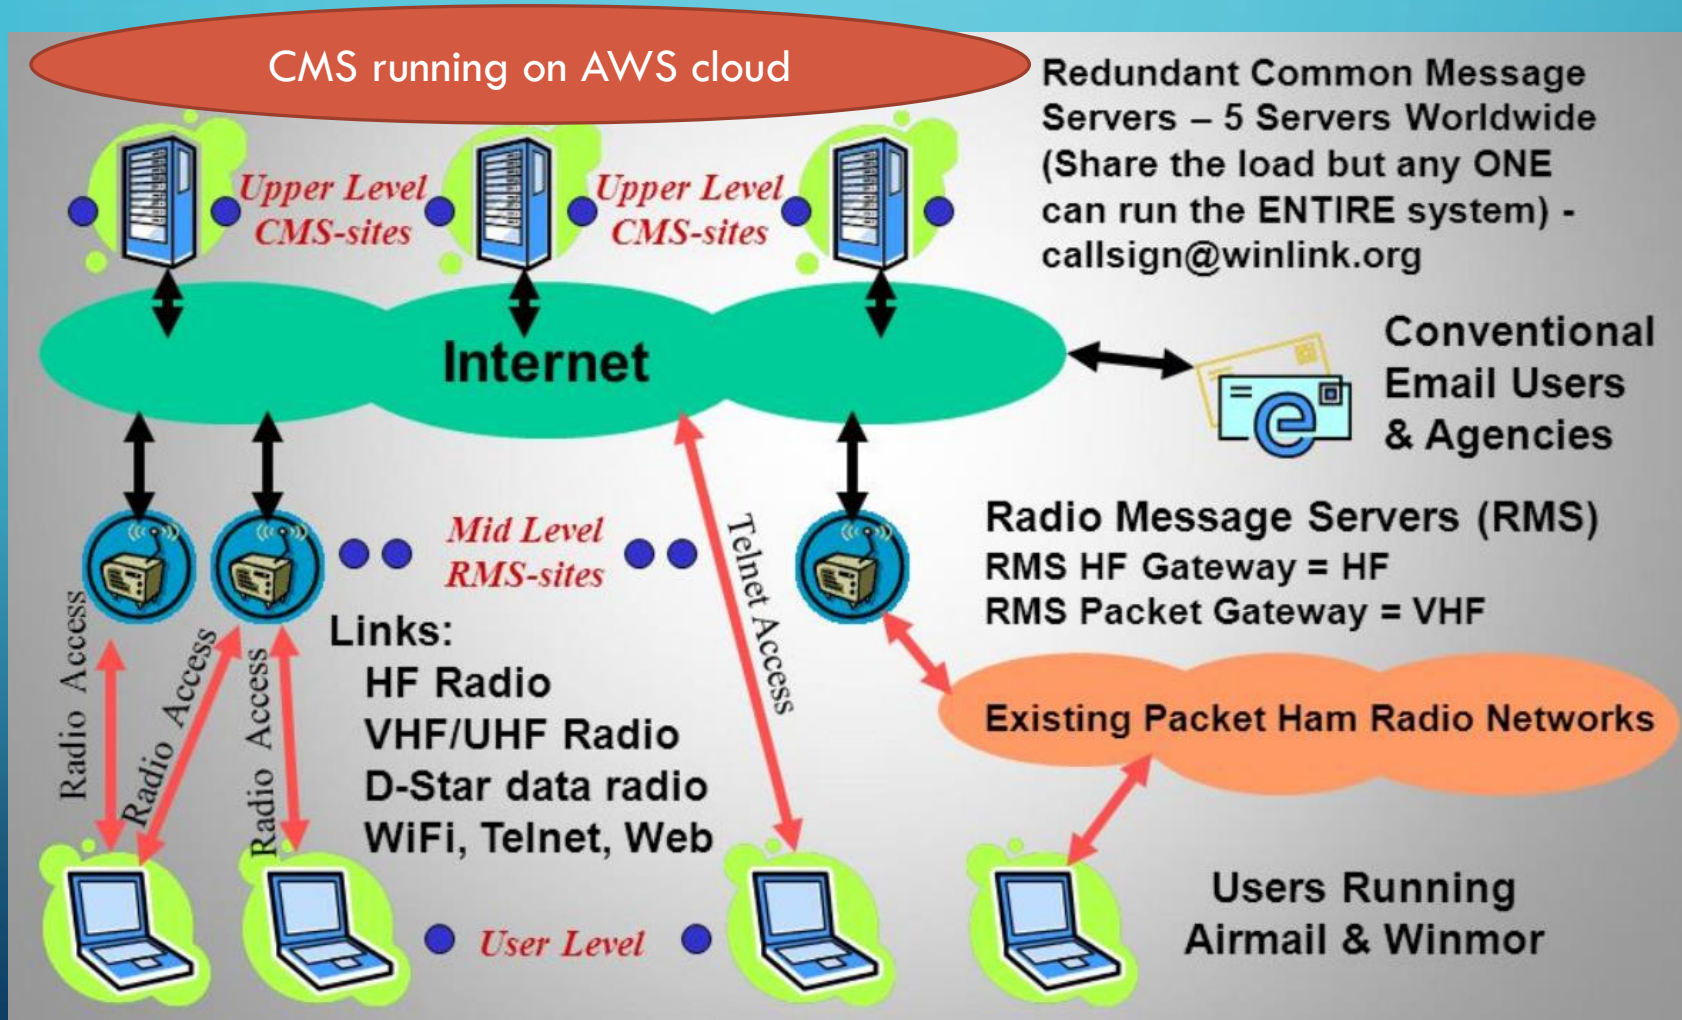 CMS running on AWS cloud
Redundant Common Message
Servers – 5 Servers Worldwide
(Share the load but any ONE
can run the ENTIRE system) -
callsign@winlink.org
Upper Level
CMS-sites
Upper Level
CMS-sites
Internet
Conventional
Email Users
& Agencies
Mid Level
RMS-sites
Telnet Access
Radio Message Servers (RMS)
RMS HF Gateway = HF
RMS Packet Gateway = VHF
Radio Access
Radio Access
Radio Access
Links:
HF Radio
VHF/UHF Radio
D-Star data radio
WiFi, Telnet, Web
Existing Packet Ham Radio Networks
User Level
Users Running
Airmail & Winmor